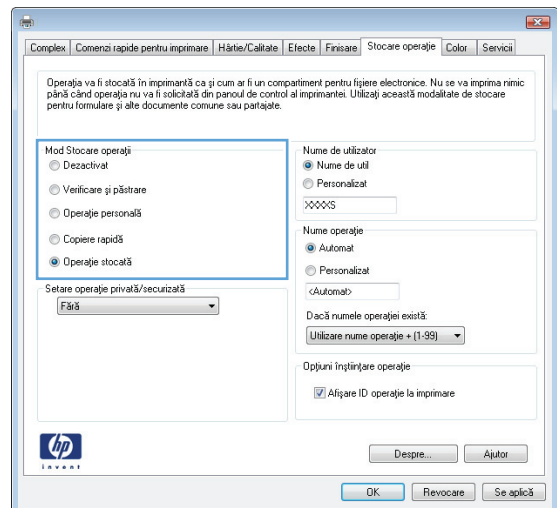 Complex Comenzi rapide pentru imprimare Hârtie/Calitate Efecte Finisare Stocare operaţie Color Servicii
Operaţia va fi stocată în imprimantă ca şi cum ar fi un compartiment pentru fişiere electronice. Nu se va imprima nimic
până când operaţia nu va fi solicitată din panoul de control al imprimantei. Utilizaţi această modalitate de stocare
pentru formulare şi alte documente comune sau partajate.
Mod Stocare operaţii
Dezactivat
Verificare şi păstrare
Operaţie personală
Copiere rapidă
Operaţie stocată
Setare operaţie privată/securizată
Fără
Nume de utilizator
Nume de util
Personalizat
XXXXS
Nume operaţie
Automat
Personalizat
<Automat>
Dacă numele operaţiei există:
Utilizare nume operaţie + (1-99)
Opţiuni înştiinţare operaţie
Afişare ID operaţie la imprimare
hp
invent
Despre... Ajutor
OK Revocare Se aplică